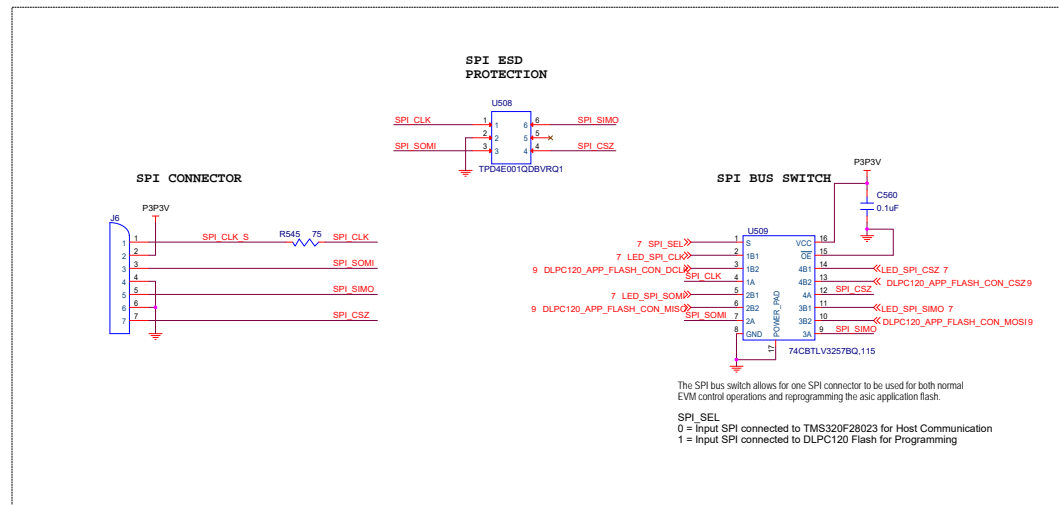 SPI ESD
PROTECTION
U508
SPI_CLK 1 1 6 6 SPI_SIMO
2 2 5 5
SPI_SOMI 3 3 4 4 SPI_CSZ
TPD4E001QDBVRQ1
SPI CONNECTOR
P3P3V
J6
1 1 SPI_CLK_S R545 75 SPI_CLK
2 2
3 3 SPI_SOMI
4 4
5 5 SPI_SIMO
6 6
7 7 SPI_CSZ
SPI BUS SWITCH
P3P3V
C560
0.1uF
U509
7 SPI_SEL 1 S VCC 16
7 LED_SPI_CLK 2 1B1 OE 15
9 DLPC120_APP_FLASH_CON_DCLK 3 1B2 4B1 14 LED_SPI_CSZ 7
SPI_CLK 4 1A 4B2 13 DLPC120_APP_FLASH_CON_CSZ 9
7 LED_SPI_SOMI 5 2B1 4A 12 SPI_CSZ
9 DLPC120_APP_FLASH_CON_MISO 6 2B2 3B1 11 LED_SPI_SIMO 7
SPI_SOMI 7 2A 3B2 10 DLPC120_APP_FLASH_CON_MOSI 9
8 GND 3A 9 SPI_SIMO
POWER_PAD
17
74CBTLV3257BQ,115
The SPI bus switch allows for one SPI connector to be used for both normal
EVM control operations and reprogramming the asic application flash.
SPI_SEL
0 = Input SPI connected to TMS320F28023 for Host Communication
1 = Input SPI connected to DLPC120 Flash for Programming